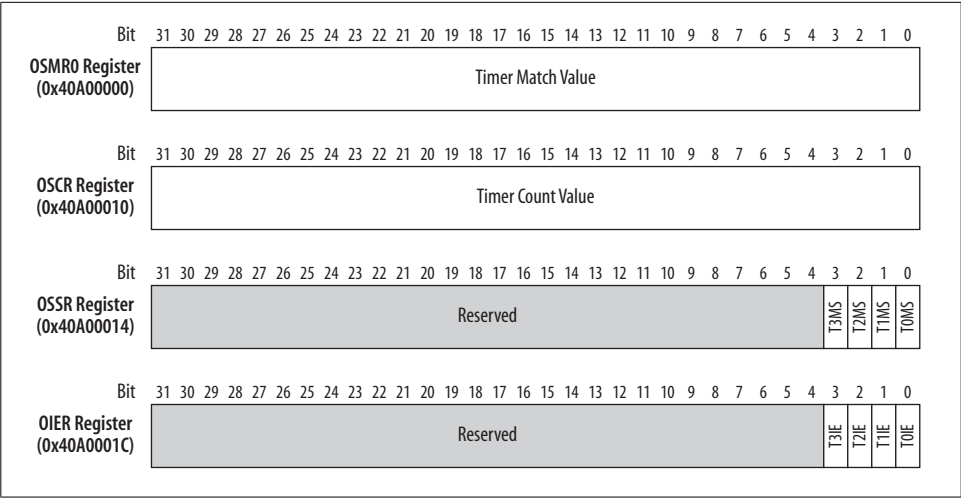 Bit 31 30 29 28 27 26 25 24 23 22 21 20 19 18 17 16 15 14 13 12 11 10 9 8 7 6 5 4 3 2 1 0
OSMR0 Register
(0x40A00000)
Timer Match Value
Bit 31 30 29 28 27 26 25 24 23 22 21 20 19 18 17 16 15 14 13 12 11 10 9 8 7 6 5 4 3 2 1 0
OSCR Register
(0x40A00010)
Timer Count Value
Bit 31 30 29 28 27 26 25 24 23 22 21 20 19 18 17 16 15 14 13 12 11 10 9 8 7 6 5 4 3 2 1 0
OSSR Register
(0x40A00014)
Reserved
T3MS
T2MS
T1MS
T0MS
Bit 31 30 29 28 27 26 25 24 23 22 21 20 19 18 17 16 15 14 13 12 11 10 9 8 7 6 5 4 3 2 1 0
OIER Register
(0x40A0001C)
Reserved
T3IE
T2IE
T1IE
T0IE